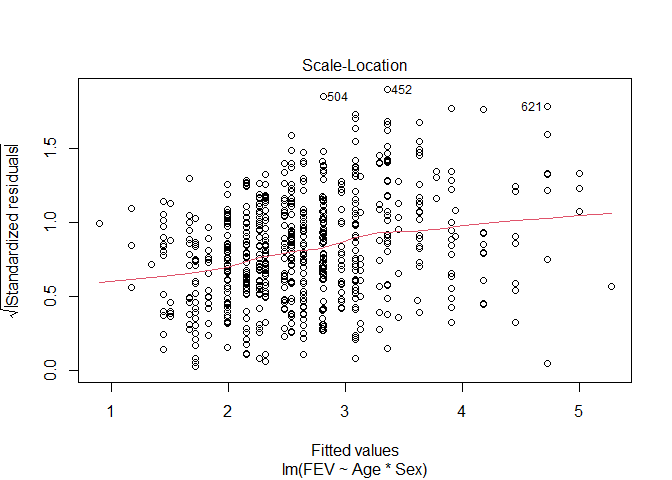 Scale-Location
504
452
621
√|Standardized residuals|
1.5
1.0
0.5
0.0
1 2 3 4 5
Fitted values
lm(FEV ~ Age * Sex)